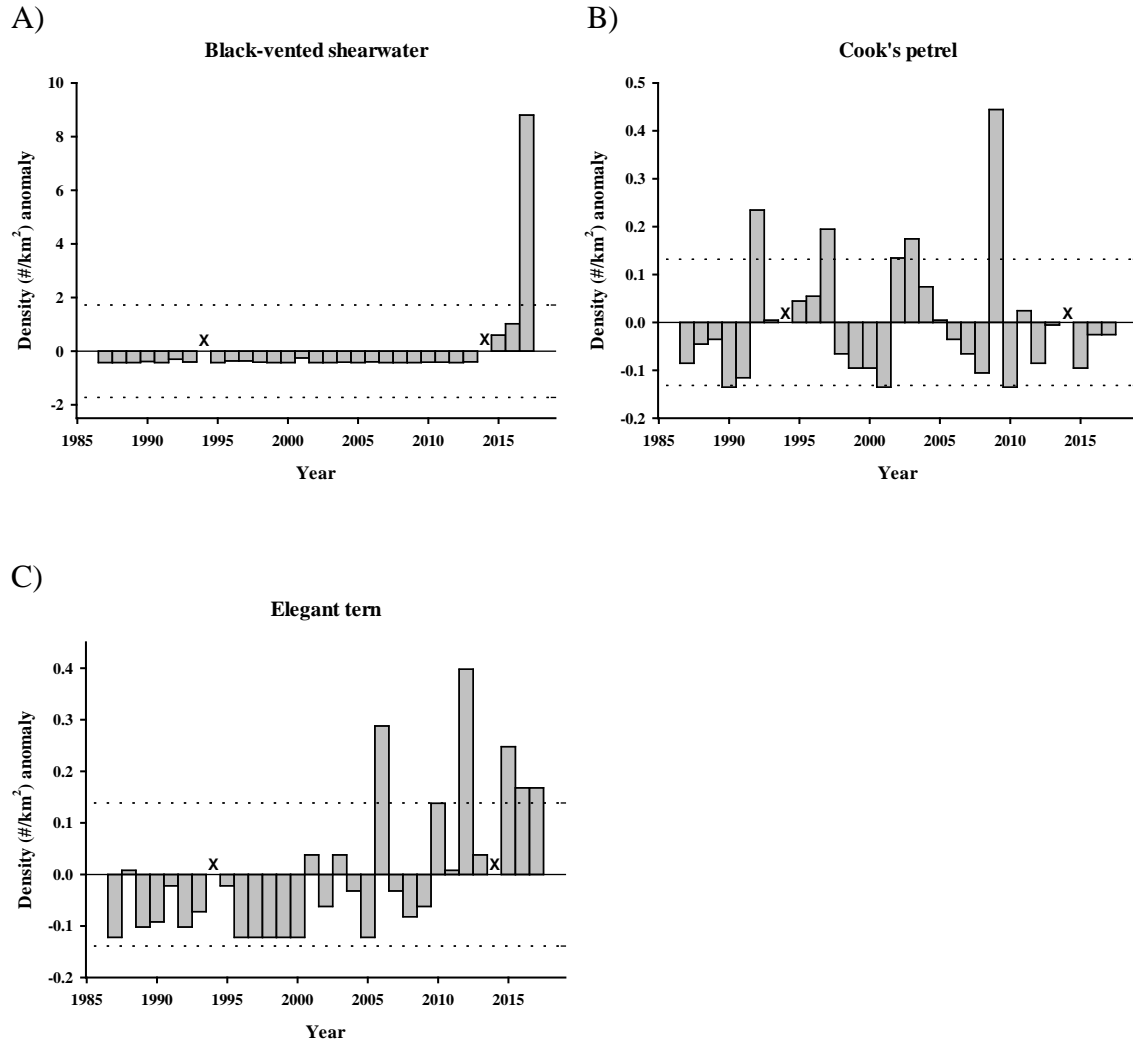 A)
Black-vented shearwater
Density (#/km²) anomaly
10
8
6
4
2
0
-2
X
X
1985 1990 1995 2000 2005 2010 2015
Year
B)
Cook's petrel
Density (#/km²) anomaly
0.5
0.4
0.3
0.2
0.1
0.0
-0.1
-0.2
X
X
1985 1990 1995 2000 2005 2010 2015
Year
C)
Elegant tern
Density (#/km²) anomaly
0.4
0.3
0.2
0.1
0.0
-0.1
-0.2
X
X
1985 1990 1995 2000 2005 2010 2015
Year